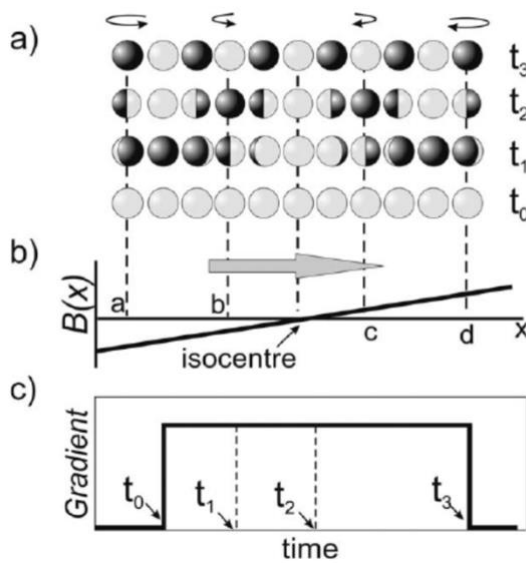 a)
t3
t2
t1
t0
b)
B(x)
a
b
isocentre
c
d
x
c)
Gradient
t0
t1
t2
t3
time